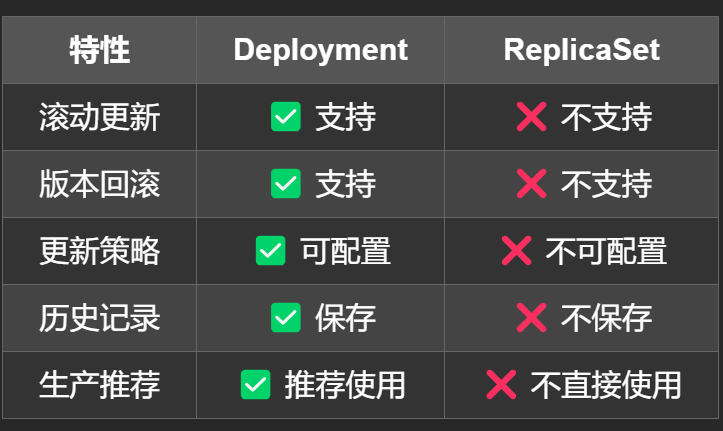 特性 Deployment ReplicaSet
滚动更新 ✅ 支持 ❌ 不支持
版本回滚 ✅ 支持 ❌ 不支持
更新策略 ✅ 可配置 ❌ 不可配置
历史记录 ✅ 保存 ❌ 不保存
生产推荐 ✅ 推荐使用 ❌ 不直接使用